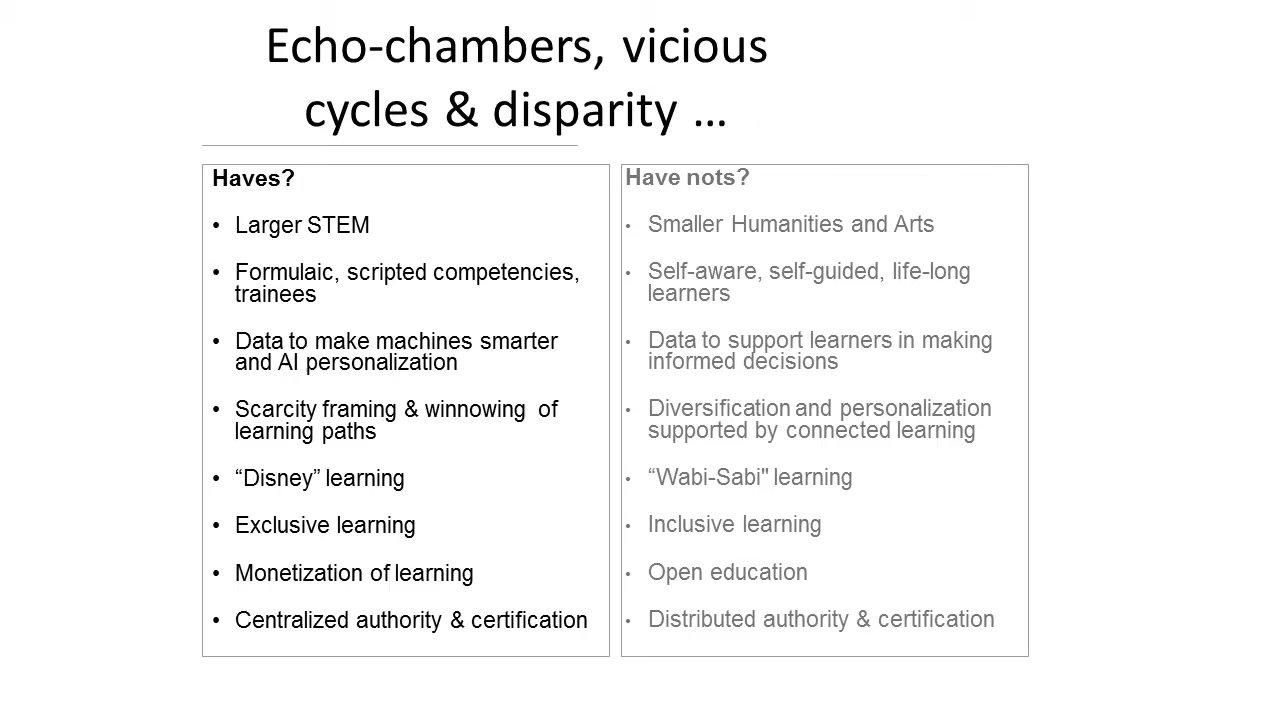 Echo-chambers, vicious
cycles & disparity …
Haves?
• Larger STEM
• Formulaic, scripted competencies,
trainees
• Data to make machines smarter
and AI personalization
• Scarcity framing & winnowing of
learning paths
• “Disney” learning
• Exclusive learning
• Monetization of learning
• Centralized authority & certification
Have nots?
• Smaller Humanities and Arts
• Self-aware, self-guided, life-long
learners
• Data to support learners in making
informed decisions
• Diversification and personalization
supported by connected learning
• “Wabi-Sabi" learning
• Inclusive learning
• Open education
• Distributed authority & certification